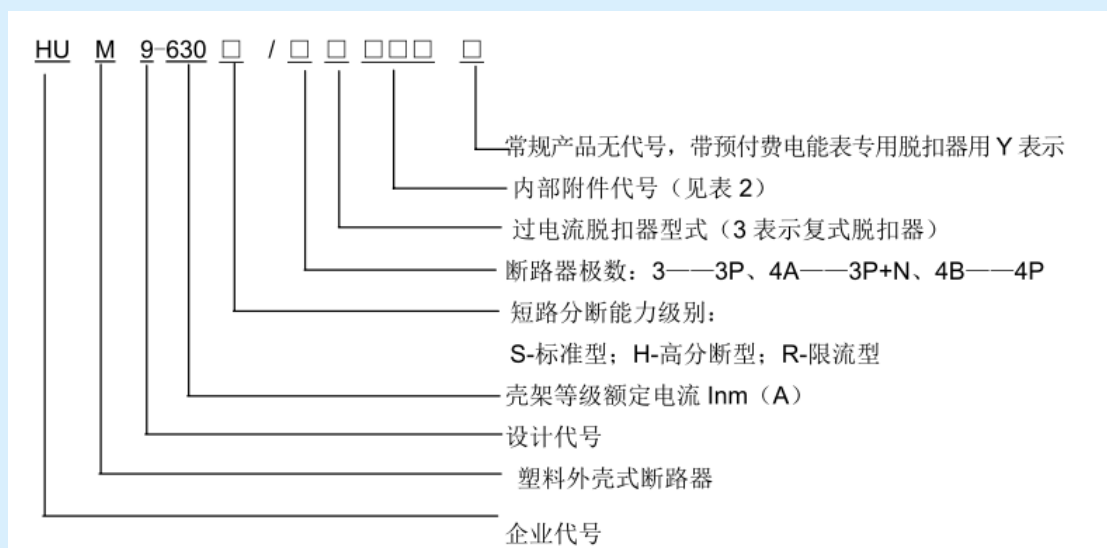 HU M 9-630 □ / □ □ □□□ □
常规产品无代号，带预付费电能表专用脱扣器用 Y 表示
内部附件代号（见表 2）
过电流脱扣器型式（3 表示复式脱扣器）
断路器极数：3——3P、4A——3P+N、4B——4P
短路分断能力级别：
S-标准型；H-高分断型；R-限流型
壳架等级额定电流 Inm（A）
设计代号
塑料外壳式断路器
企业代号